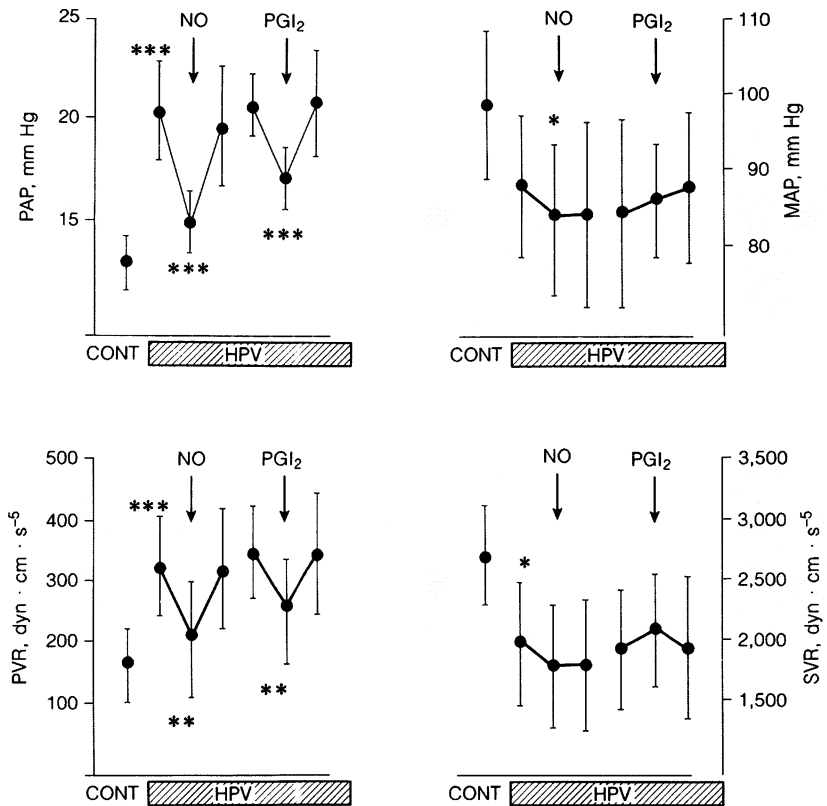 25
20
15
PAP, mm Hg
NO
PGI₂
***
***
***
CONT
HPV
110
100
90
80
MAP, mm Hg
NO
PGI₂
*
CONT
HPV
500
400
300
200
100
PVR, dyn · cm · s⁻⁵
NO
PGI₂
***
**
**
CONT
HPV
3,500
3,000
2,500
2,000
1,500
SVR, dyn · cm · s⁻⁵
NO
PGI₂
*
CONT
HPV